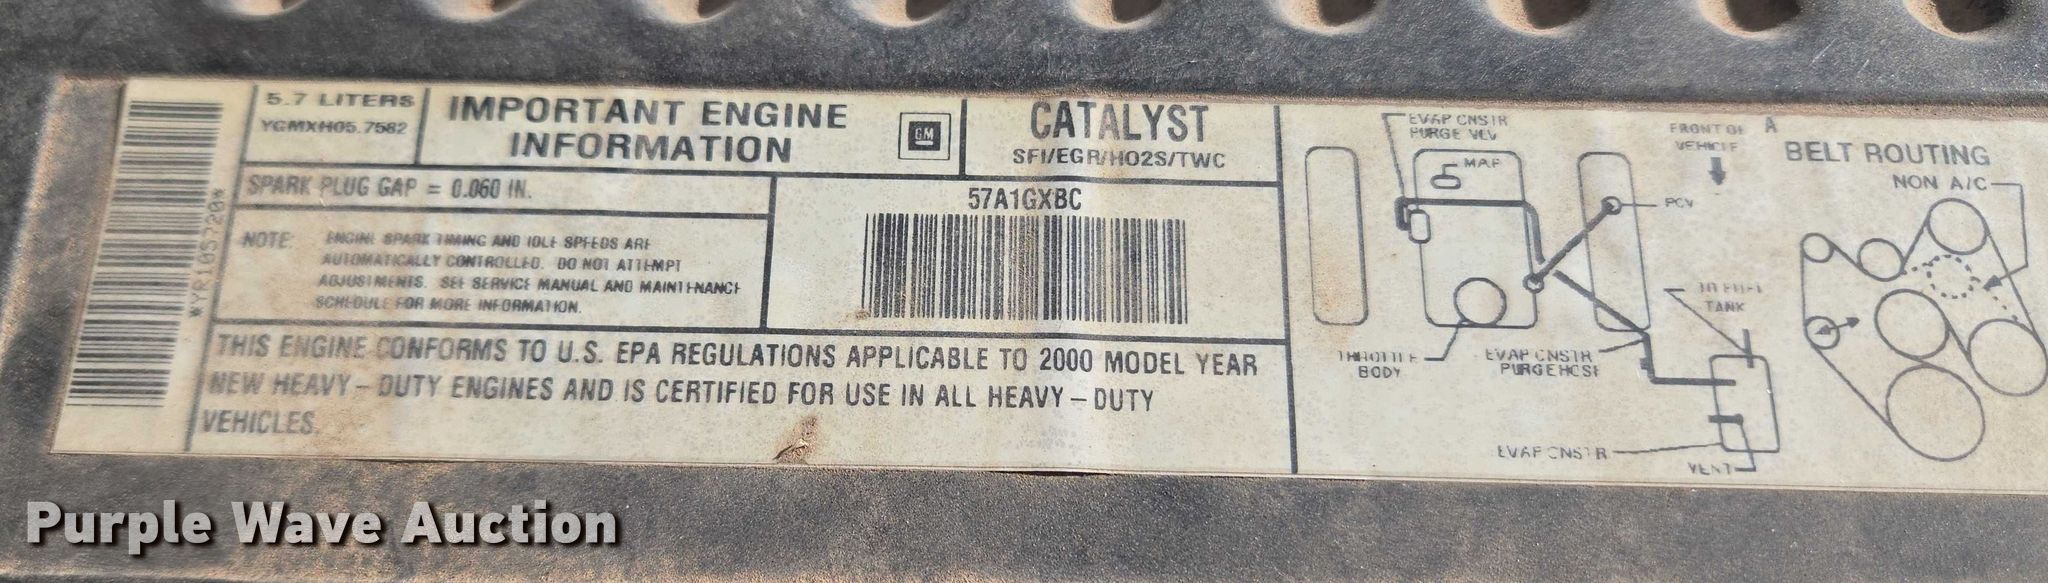 *YR105720*
5.7 LITERS
YGMXH05.7582
IMPORTANT ENGINE
INFORMATION
GM
CATALYST
SFI/EGR/HO2S/TWC
SPARK PLUG GAP = 0.060 IN.
NOTE: ENGINE SPARK TIMING AND IDLE SPEEDS ARE
AUTOMATICALLY CONTROLLED. DO NOT ATTEMPT
ADJUSTMENTS. SEE SERVICE MANUAL AND MAINTENANCE
SCHEDULE FOR MORE INFORMATION.
57A1GXBC
THIS ENGINE CONFORMS TO U.S. EPA REGULATIONS APPLICABLE TO 2000 MODEL YEAR
NEW HEAVY-DUTY ENGINES AND IS CERTIFIED FOR USE IN ALL HEAVY-DUTY
VEHICLES.
EVAP CNSTR
PURGE VLV
MAP
FRONT OF
VEHICLE
A
BELT ROUTING
NON A/C
PCV
TO FUEL
TANK
THROTTLE
BODY
EVAP CNSTR
PURGE HOSE
EVAP CNSTR
VENT
Purple Wave Auction